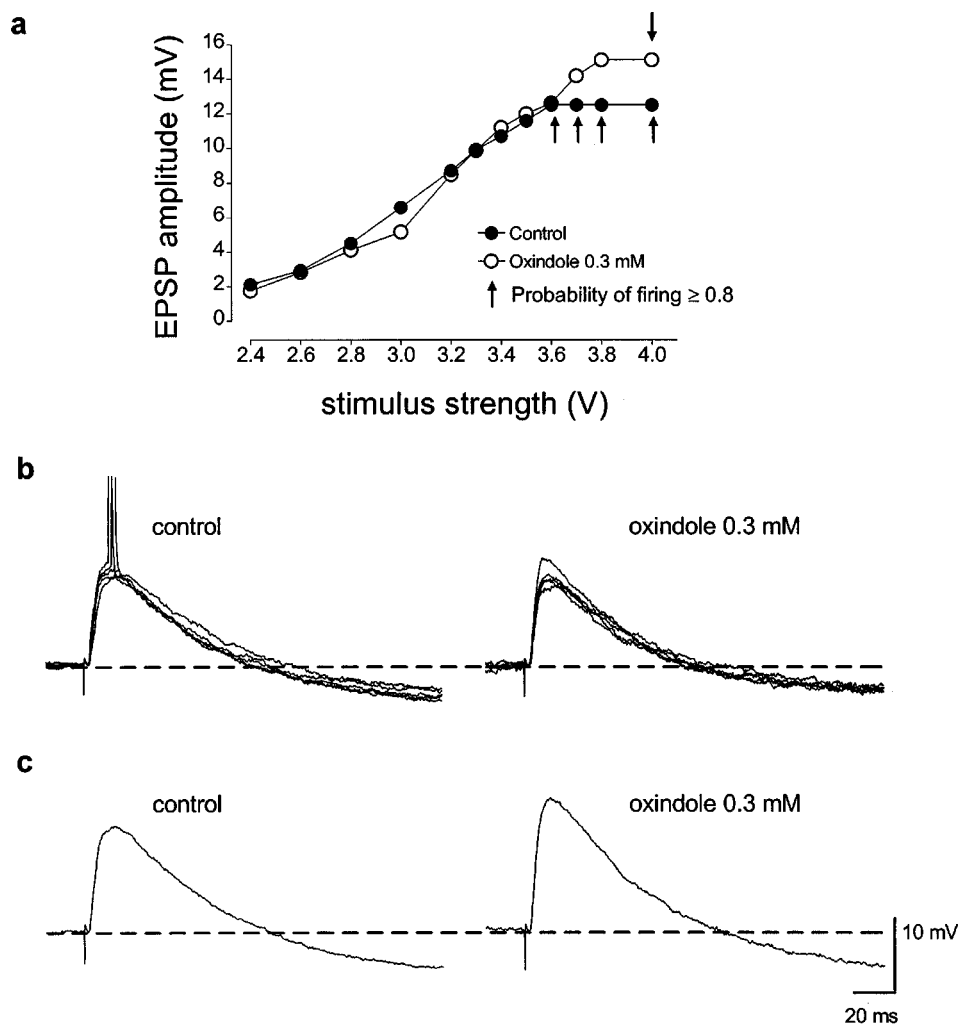 a
EPSP amplitude (mV)
16
14
12
10
8
6
4
2
0
Control
Oxindole 0.3 mM
Probability of firing ≥ 0.8
2.4 2.6 2.8 3.0 3.2 3.4 3.6 3.8 4.0
stimulus strength (V)
b
control
oxindole 0.3 mM
c
control
oxindole 0.3 mM
10 mV
20 ms